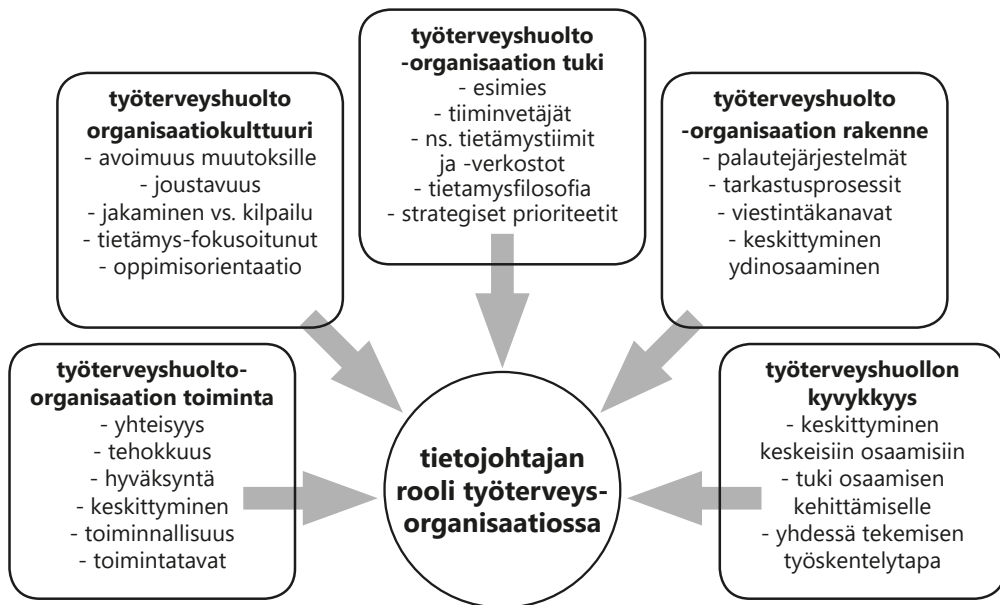 työterveyshuolto
organisaatiokulttuuri
- avoimuus muutoksille
- joustavuus
- jakaminen vs. kilpailu
- tietämys-fokusoitunut
- oppimisorientaatio
työterveyshuolto
-organisaation tuki
- esimies
- tiiminvetäjät
- ns. tietämystiimit
ja -verkostot
- tietamysfilosofia
- strategiset prioriteetit
työterveyshuolto
-organisaation rakenne
- palautejärjestelmät
- tarkastusprosessit
- viestintäkanavat
- keskittyminen
ydinosaaminen
työterveyshuolto-
organisaation toiminta
- yhteisyys
- tehokkuus
- hyväksyntä
- keskittyminen
- toiminnallisuus
- toimintatavat
tietojohtajan
rooli työterveys-
organisaatiossa
työterveyshuollon
kyvykkyys
- keskittyminen
keskeisiin osaamisiin
- tuki osaamisen
kehittämiselle
- yhdessä tekemisen
työskentelytapa